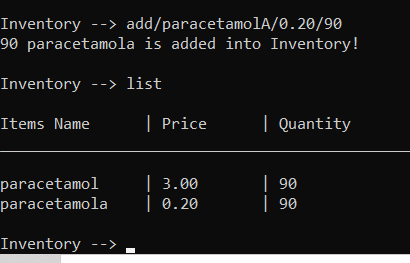 Inventory --> add/paracetamolA/0.20/90
90 paracetamola is added into Inventory!
Inventory --> list
Items Name | Price | Quantity
paracetamol | 3.00 | 90
paracetamola | 0.20 | 90
Inventory -->